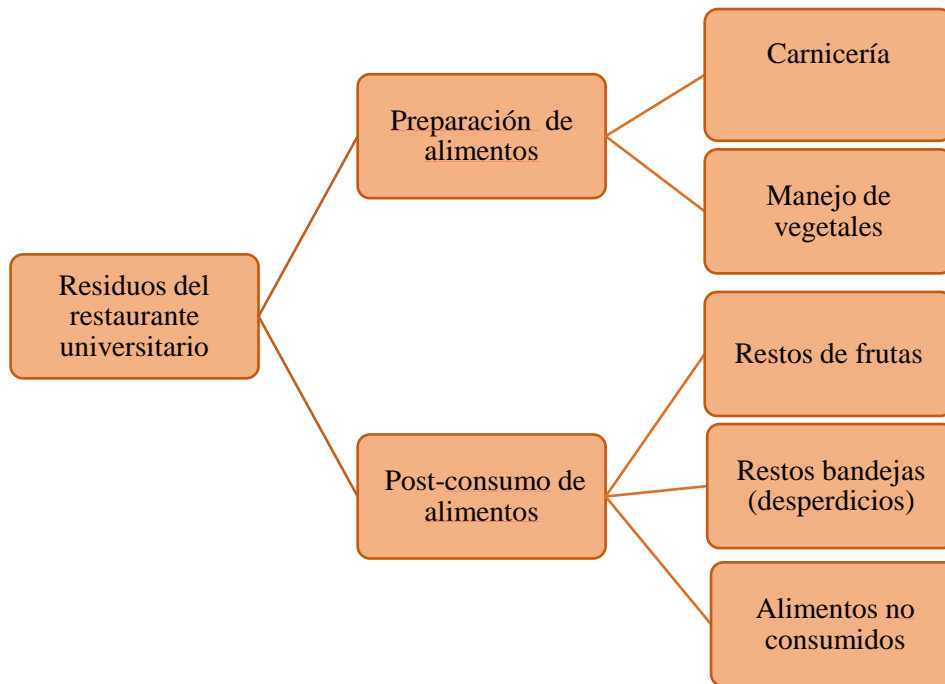 Residuos del
restaurante
universitario
Preparación de
alimentos
Carnicería
Manejo de
vegetales
Post-consumo de
alimentos
Restos de frutas
Restos bandejas
(desperdicios)
Alimentos no
consumidos